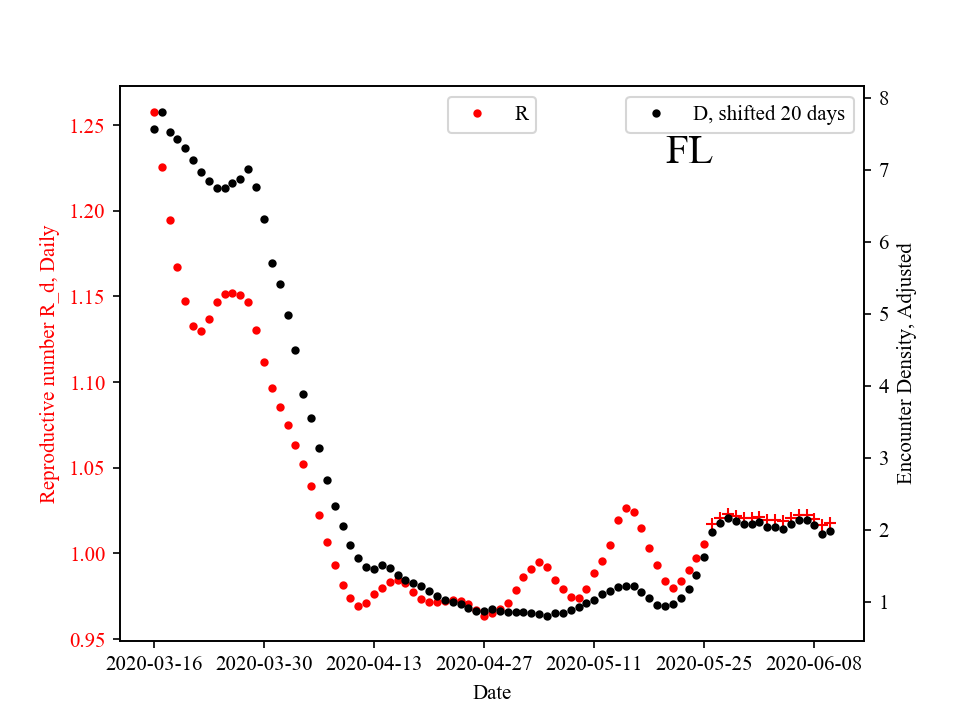 R
D, shifted 20 days
FL
Reproductive number R_d, Daily
1.25
1.20
1.15
1.10
1.05
1.00
0.95
8
7
6
5
4
3
2
1
Encounter Density, Adjusted
2020-03-16 2020-03-30 2020-04-13 2020-04-27 2020-05-11 2020-05-25 2020-06-08
Date